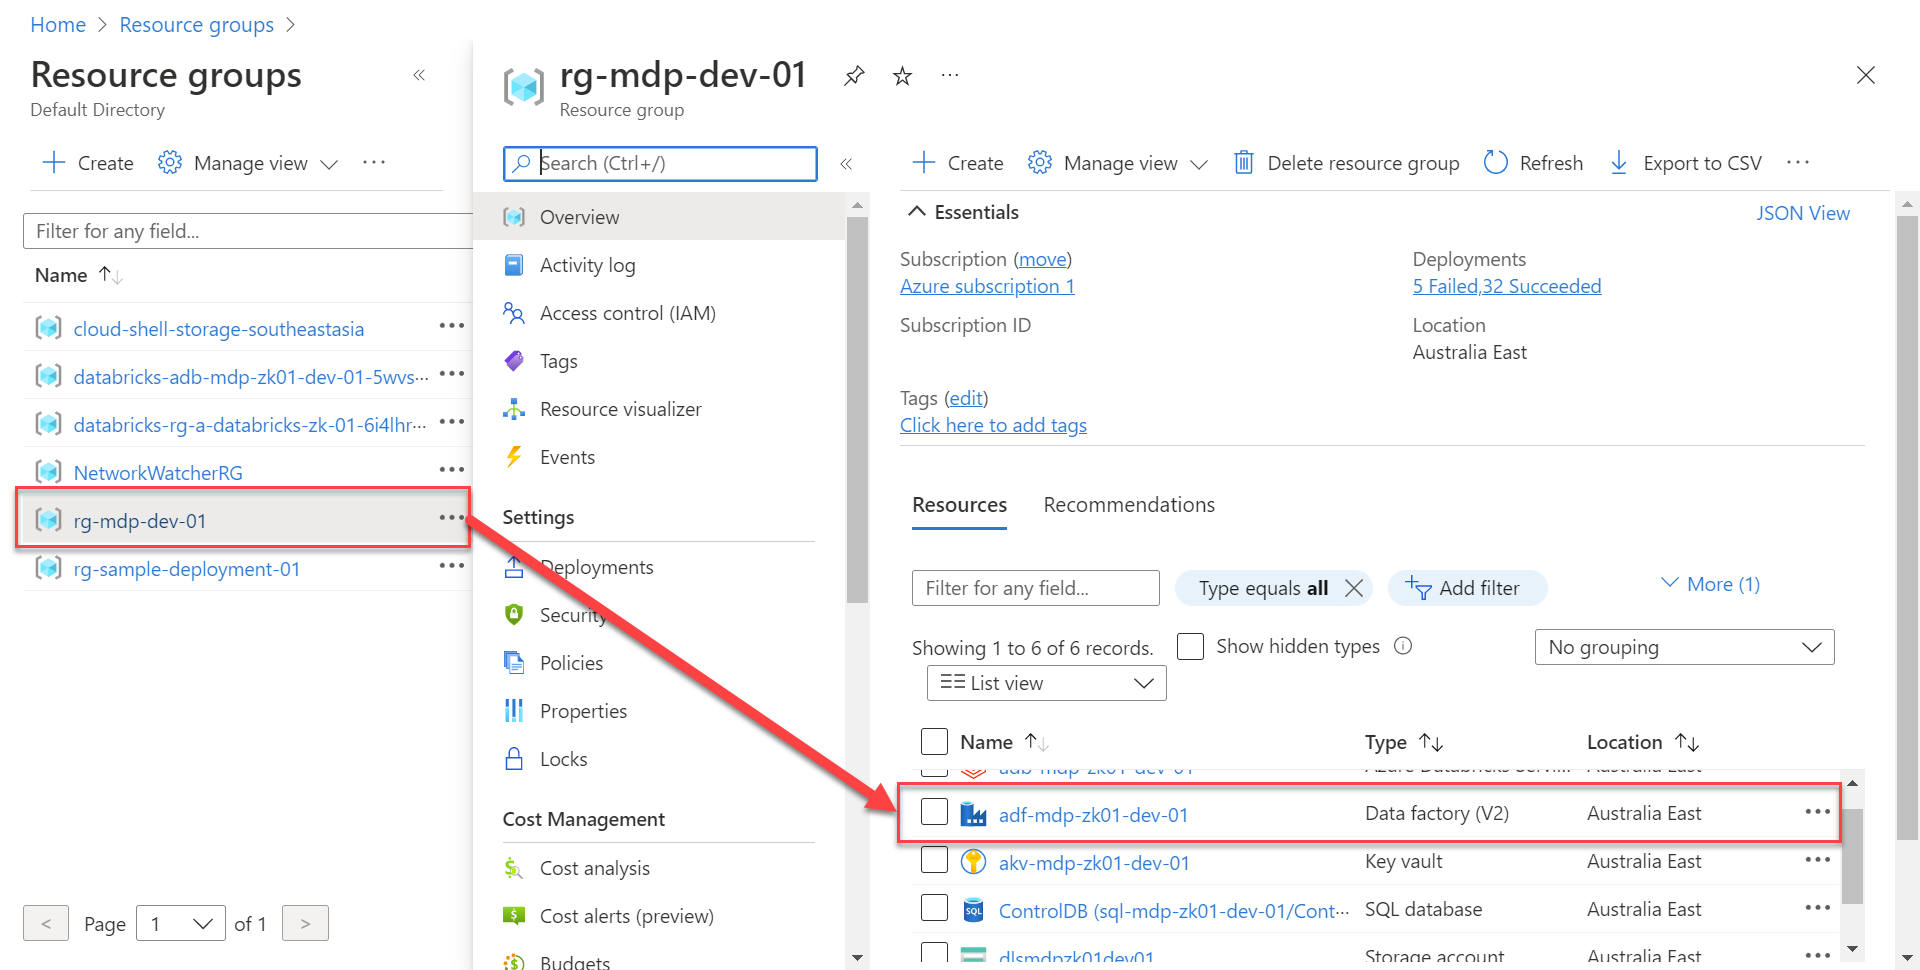 Home > Resource groups >
Resource groups «
Default Directory
Create Manage view ···
Filter for any field...
Name
cloud-shell-storage-southeastasia ···
databricks-adb-mdp-zk01-dev-01-5wvs··· ···
databricks-rg-a-databricks-zk-01-6i4lhr··· ···
NetworkWatcherRG ···
rg-mdp-dev-01 ···
rg-sample-deployment-01 ···
< Page 1 of 1 >
rg-mdp-dev-01 ···
Resource group
Search (Ctrl+/) «
Overview
Activity log
Access control (IAM)
Tags
Resource visualizer
Events
Settings
Deployments
Security
Policies
Properties
Locks
Cost Management
Cost analysis
Cost alerts (preview)
Budgets
Create Manage view Delete resource group Refresh Export to CSV ···
Essentials JSON View
Subscription (move)
Azure subscription 1
Subscription ID
Deployments
5 Failed,32 Succeeded
Location
Australia East
Tags (edit)
Click here to add tags
Resources Recommendations
Filter for any field... Type equals all Add filter More (1)
Showing 1 to 6 of 6 records. Show hidden types No grouping
List view
Name Type Location
adb-mdp-zk01-dev-01 Azure Databricks Servi... Australia East
adf-mdp-zk01-dev-01 Data factory (V2) Australia East ···
akv-mdp-zk01-dev-01 Key vault Australia East ···
ControlDB (sql-mdp-zk01-dev-01/Cont··· SQL database Australia East ···
dlsmdpzk01dev01 Storage account Australia East ···